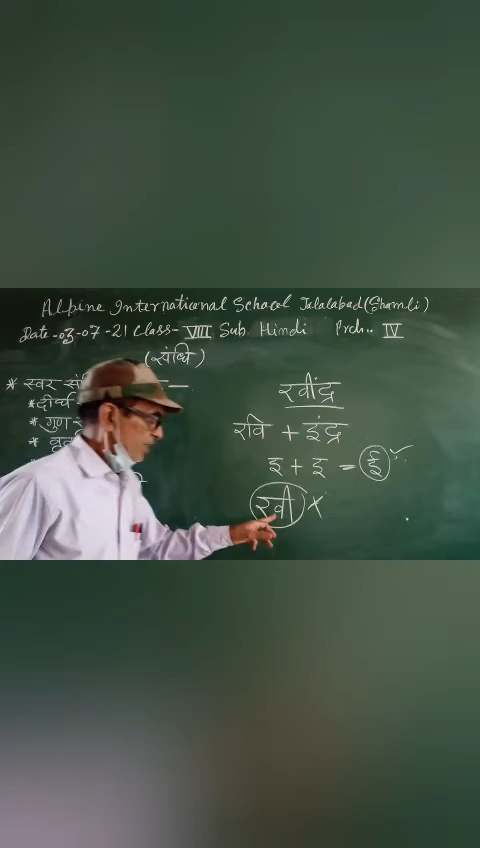 Alpine International School Jalalabad (Shamli)
Date-03-07-21 Class- VIII Sub Hindi Prd.. IV
(संधि)
* स्वर
* दीर्घ
* गुण
रवींद्र
रवि + इंद्र
इ + इ = ई ✓
रवी X